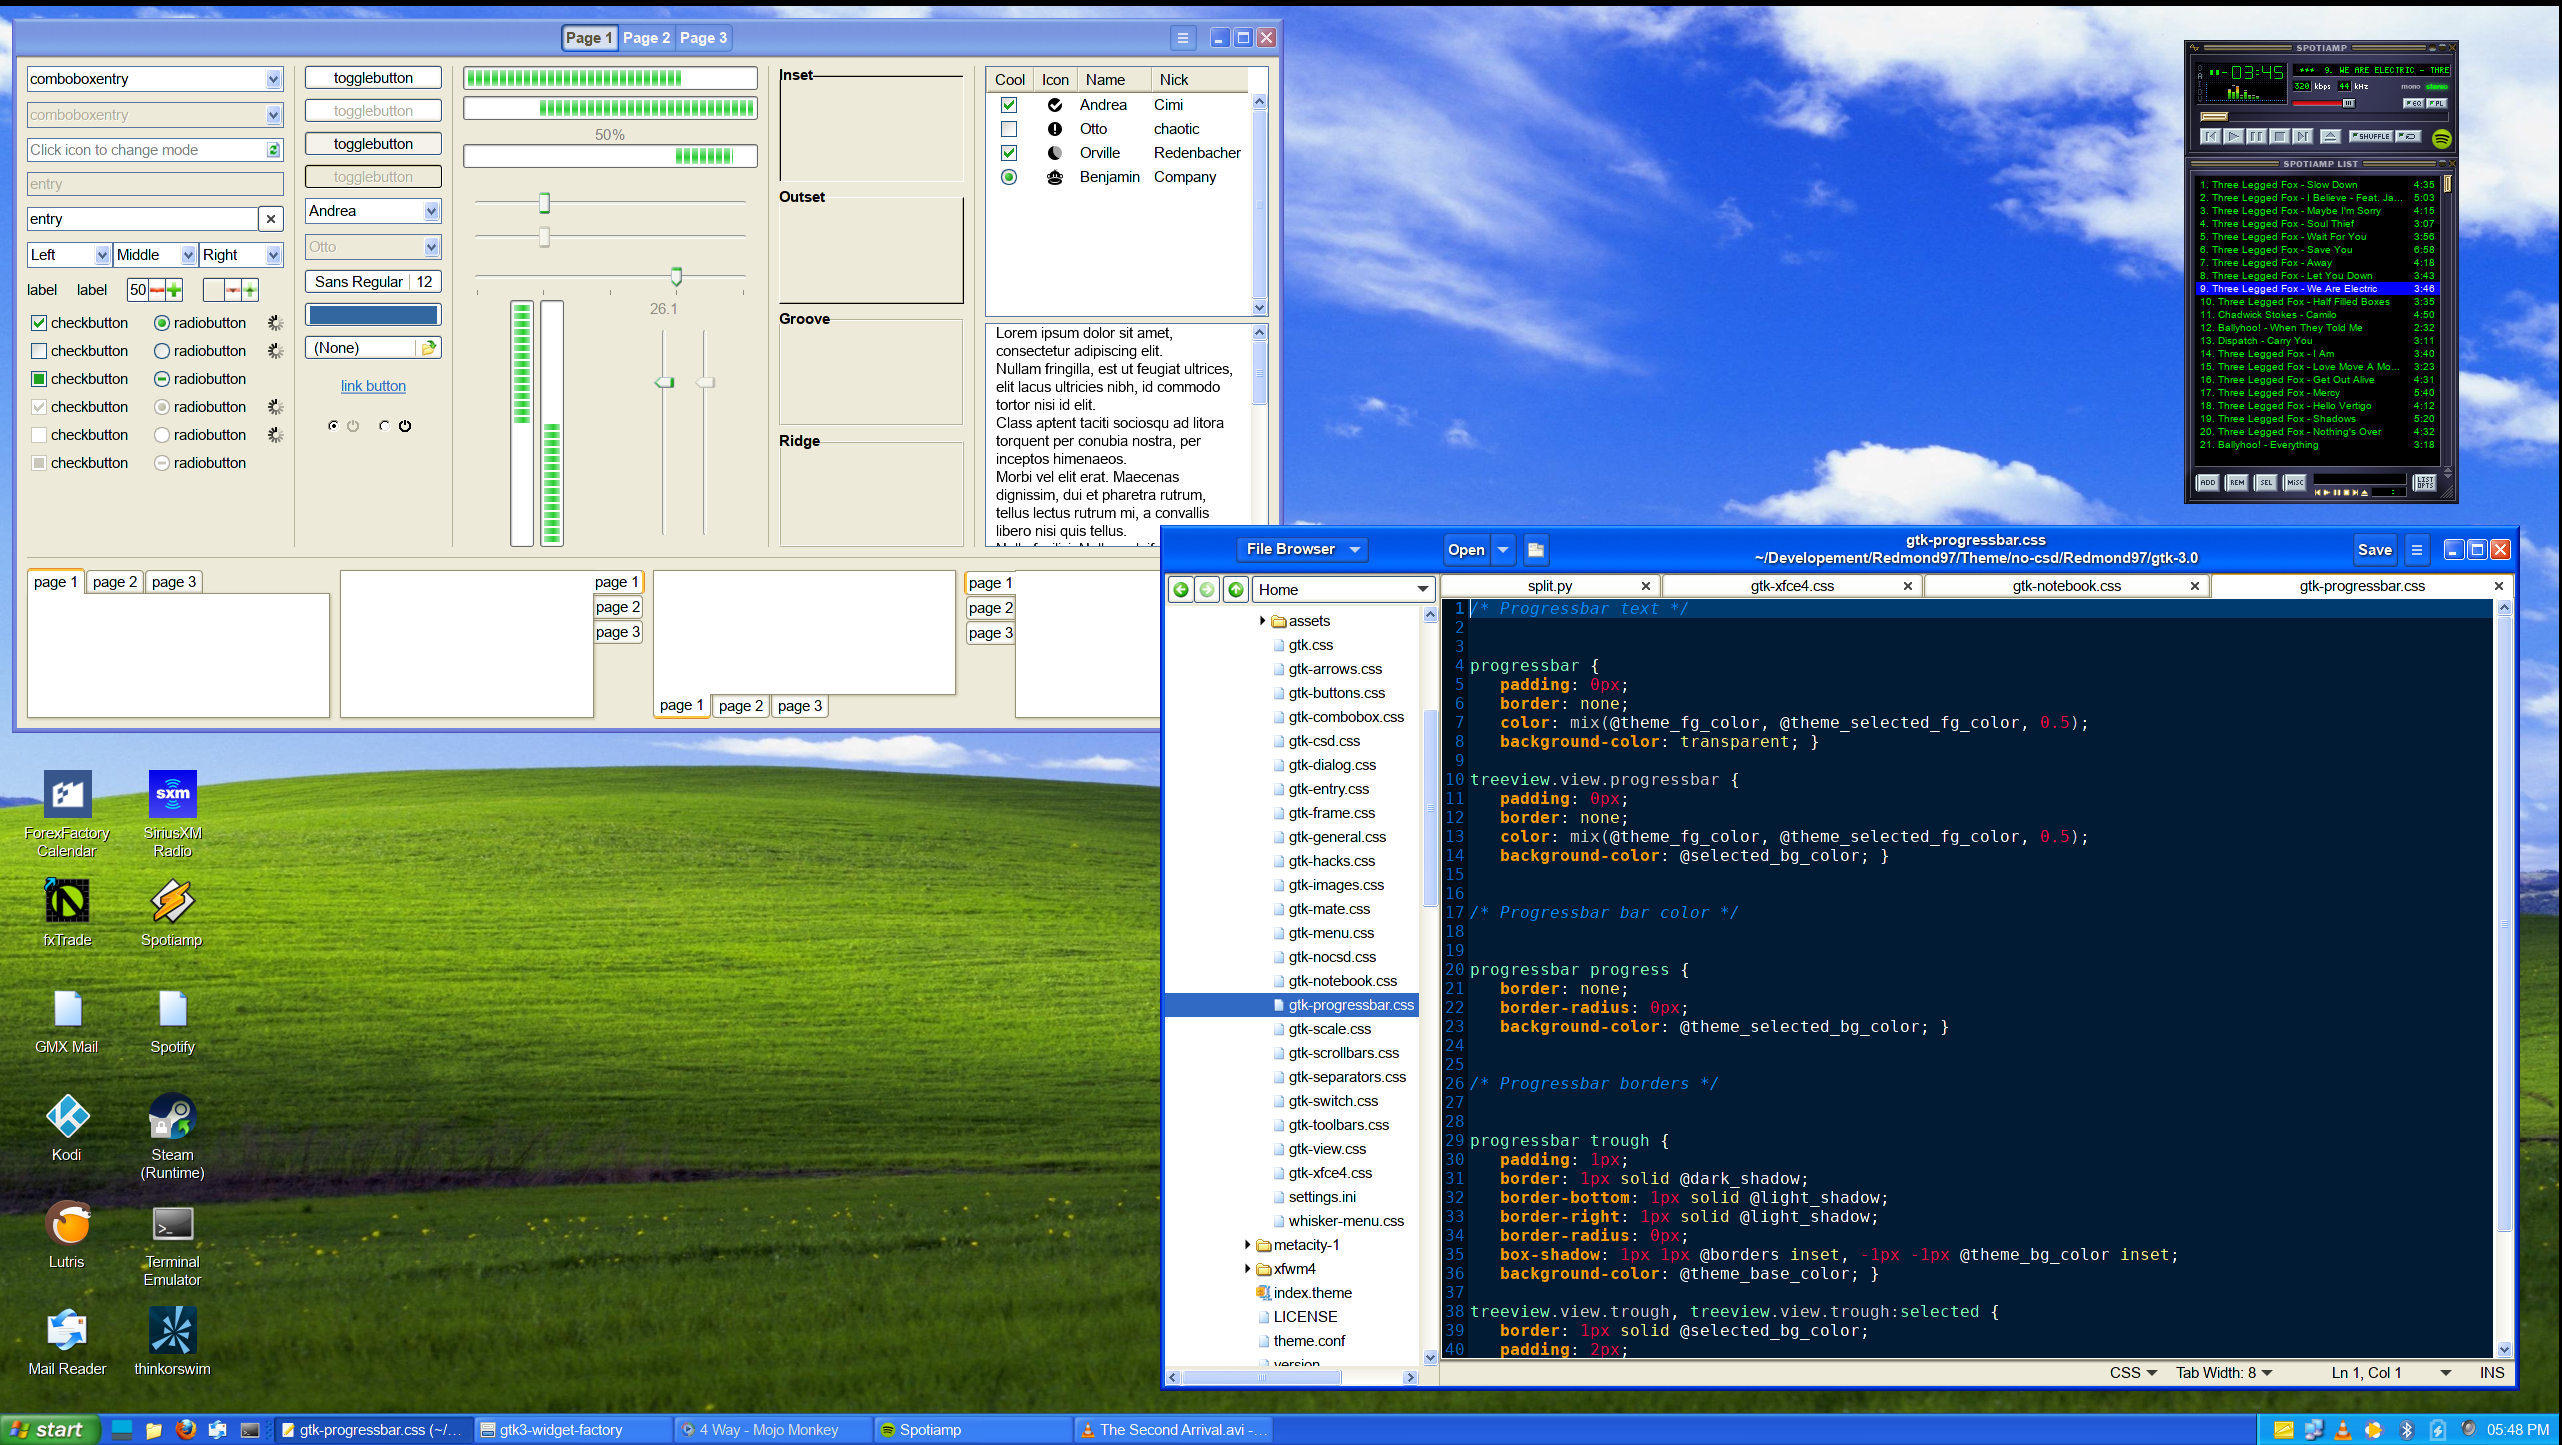 Page 1 Page 2 Page 3
comboboxentry
comboboxentry
Click icon to change mode
entry
entry
Left Middle Right
label label 50
checkbutton radiobutton
checkbutton radiobutton
checkbutton radiobutton
checkbutton radiobutton
checkbutton radiobutton
checkbutton radiobutton
togglebutton
togglebutton
togglebutton
togglebutton
Andrea
Otto
Sans Regular 12
(None)
link button
50%
26.1
Inset
Outset
Groove
Ridge
Cool Icon Name Nick
Andrea Cimi
Otto chaotic
Orville Redenbacher
Benjamin Company
Lorem ipsum dolor sit amet,
consectetur adipiscing elit.
Nullam fringilla, est ut feugiat ultrices,
elit lacus ultricies nibh, id commodo
tortor nisi id elit.
Class aptent taciti sociosqu ad litora
torquent per conubia nostra, per
inceptos himenaeos.
Morbi vel elit erat. Maecenas
dignissim, dui et pharetra rutrum,
tellus lectus rutrum mi, a convallis
libero nisi quis tellus.
page 1 page 2 page 3
page 1
page 2
page 3
page 1 page 2 page 3
page 1
page 2
page 3
SPOTIAMP
-03:45 *** 9. WE ARE ELECTRIC - THRE
320 kbps 44 kHz mono stereo
EQ PL
SHUFFLE
SPOTIAMP LIST
1. Three Legged Fox - Slow Down 4:35
2. Three Legged Fox - I Believe - Feat. Ja... 5:03
3. Three Legged Fox - Maybe I'm Sorry 4:15
4. Three Legged Fox - Soul Thief 3:07
5. Three Legged Fox - Wait For You 3:56
6. Three Legged Fox - Save You 6:58
7. Three Legged Fox - Away 4:18
8. Three Legged Fox - Let You Down 3:43
9. Three Legged Fox - We Are Electric 3:46
10. Three Legged Fox - Half Filled Boxes 3:35
11. Chadwick Stokes - Camilo 4:50
12. Ballyhoo! - When They Told Me 2:32
13. Dispatch - Carry You 3:11
14. Three Legged Fox - I Am 3:40
15. Three Legged Fox - Love Move A Mo... 3:23
16. Three Legged Fox - Get Out Alive 4:31
17. Three Legged Fox - Mercy 5:40
18. Three Legged Fox - Hello Vertigo 4:12
19. Three Legged Fox - Shadows 5:20
20. Three Legged Fox - Nothing's Over 4:32
21. Ballyhoo! - Everything 3:18
ADD REM SEL MISC LIST OPTS
File Browser Open gtk-progressbar.css Save
~/Developement/Redmond97/Theme/no-csd/Redmond97/gtk-3.0
Home
split.py gtk-xfce4.css gtk-notebook.css gtk-progressbar.css
assets
gtk.css
gtk-arrows.css
gtk-buttons.css
gtk-combobox.css
gtk-csd.css
gtk-dialog.css
gtk-entry.css
gtk-frame.css
gtk-general.css
gtk-hacks.css
gtk-images.css
gtk-mate.css
gtk-menu.css
gtk-nocsd.css
gtk-notebook.css
gtk-progressbar.css
gtk-scale.css
gtk-scrollbars.css
gtk-separators.css
gtk-switch.css
gtk-toolbars.css
gtk-view.css
gtk-xfce4.css
settings.ini
whisker-menu.css
metacity-1
xfwm4
index.theme
LICENSE
theme.conf
version
1 /* Progressbar text */
2
3
4 progressbar {
5 padding: 0px;
6 border: none;
7 color: mix(@theme_fg_color, @theme_selected_fg_color, 0.5);
8 background-color: transparent; }
9
10 treeview.view.progressbar {
11 padding: 0px;
12 border: none;
13 color: mix(@theme_fg_color, @theme_selected_fg_color, 0.5);
14 background-color: @selected_bg_color; }
15
16
17 /* Progressbar bar color */
18
19
20 progressbar progress {
21 border: none;
22 border-radius: 0px;
23 background-color: @theme_selected_bg_color; }
24
25
26 /* Progressbar borders */
27
28
29 progressbar trough {
30 padding: 1px;
31 border: 1px solid @dark_shadow;
32 border-bottom: 1px solid @light_shadow;
33 border-right: 1px solid @light_shadow;
34 border-radius: 0px;
35 box-shadow: 1px 1px @borders inset, -1px -1px @theme_bg_color inset;
36 background-color: @theme_base_color; }
37
38 treeview.view.trough, treeview.view.trough:selected {
39 border: 1px solid @selected_bg_color;
40 padding: 2px;
CSS Tab Width: 8 Ln 1, Col 1 INS
ForexFactory
Calendar
sxm
SiriusXM
Radio
fxTrade
Spotiamp
GMX Mail
Spotify
Kodi
Steam
(Runtime)
Lutris
Terminal
Emulator
Mail Reader
thinkorswim
start gtk-progressbar.css (~/... gtk3-widget-factory 4 Way - Mojo Monkey Spotiamp The Second Arrival.avi -... 05:48 PM